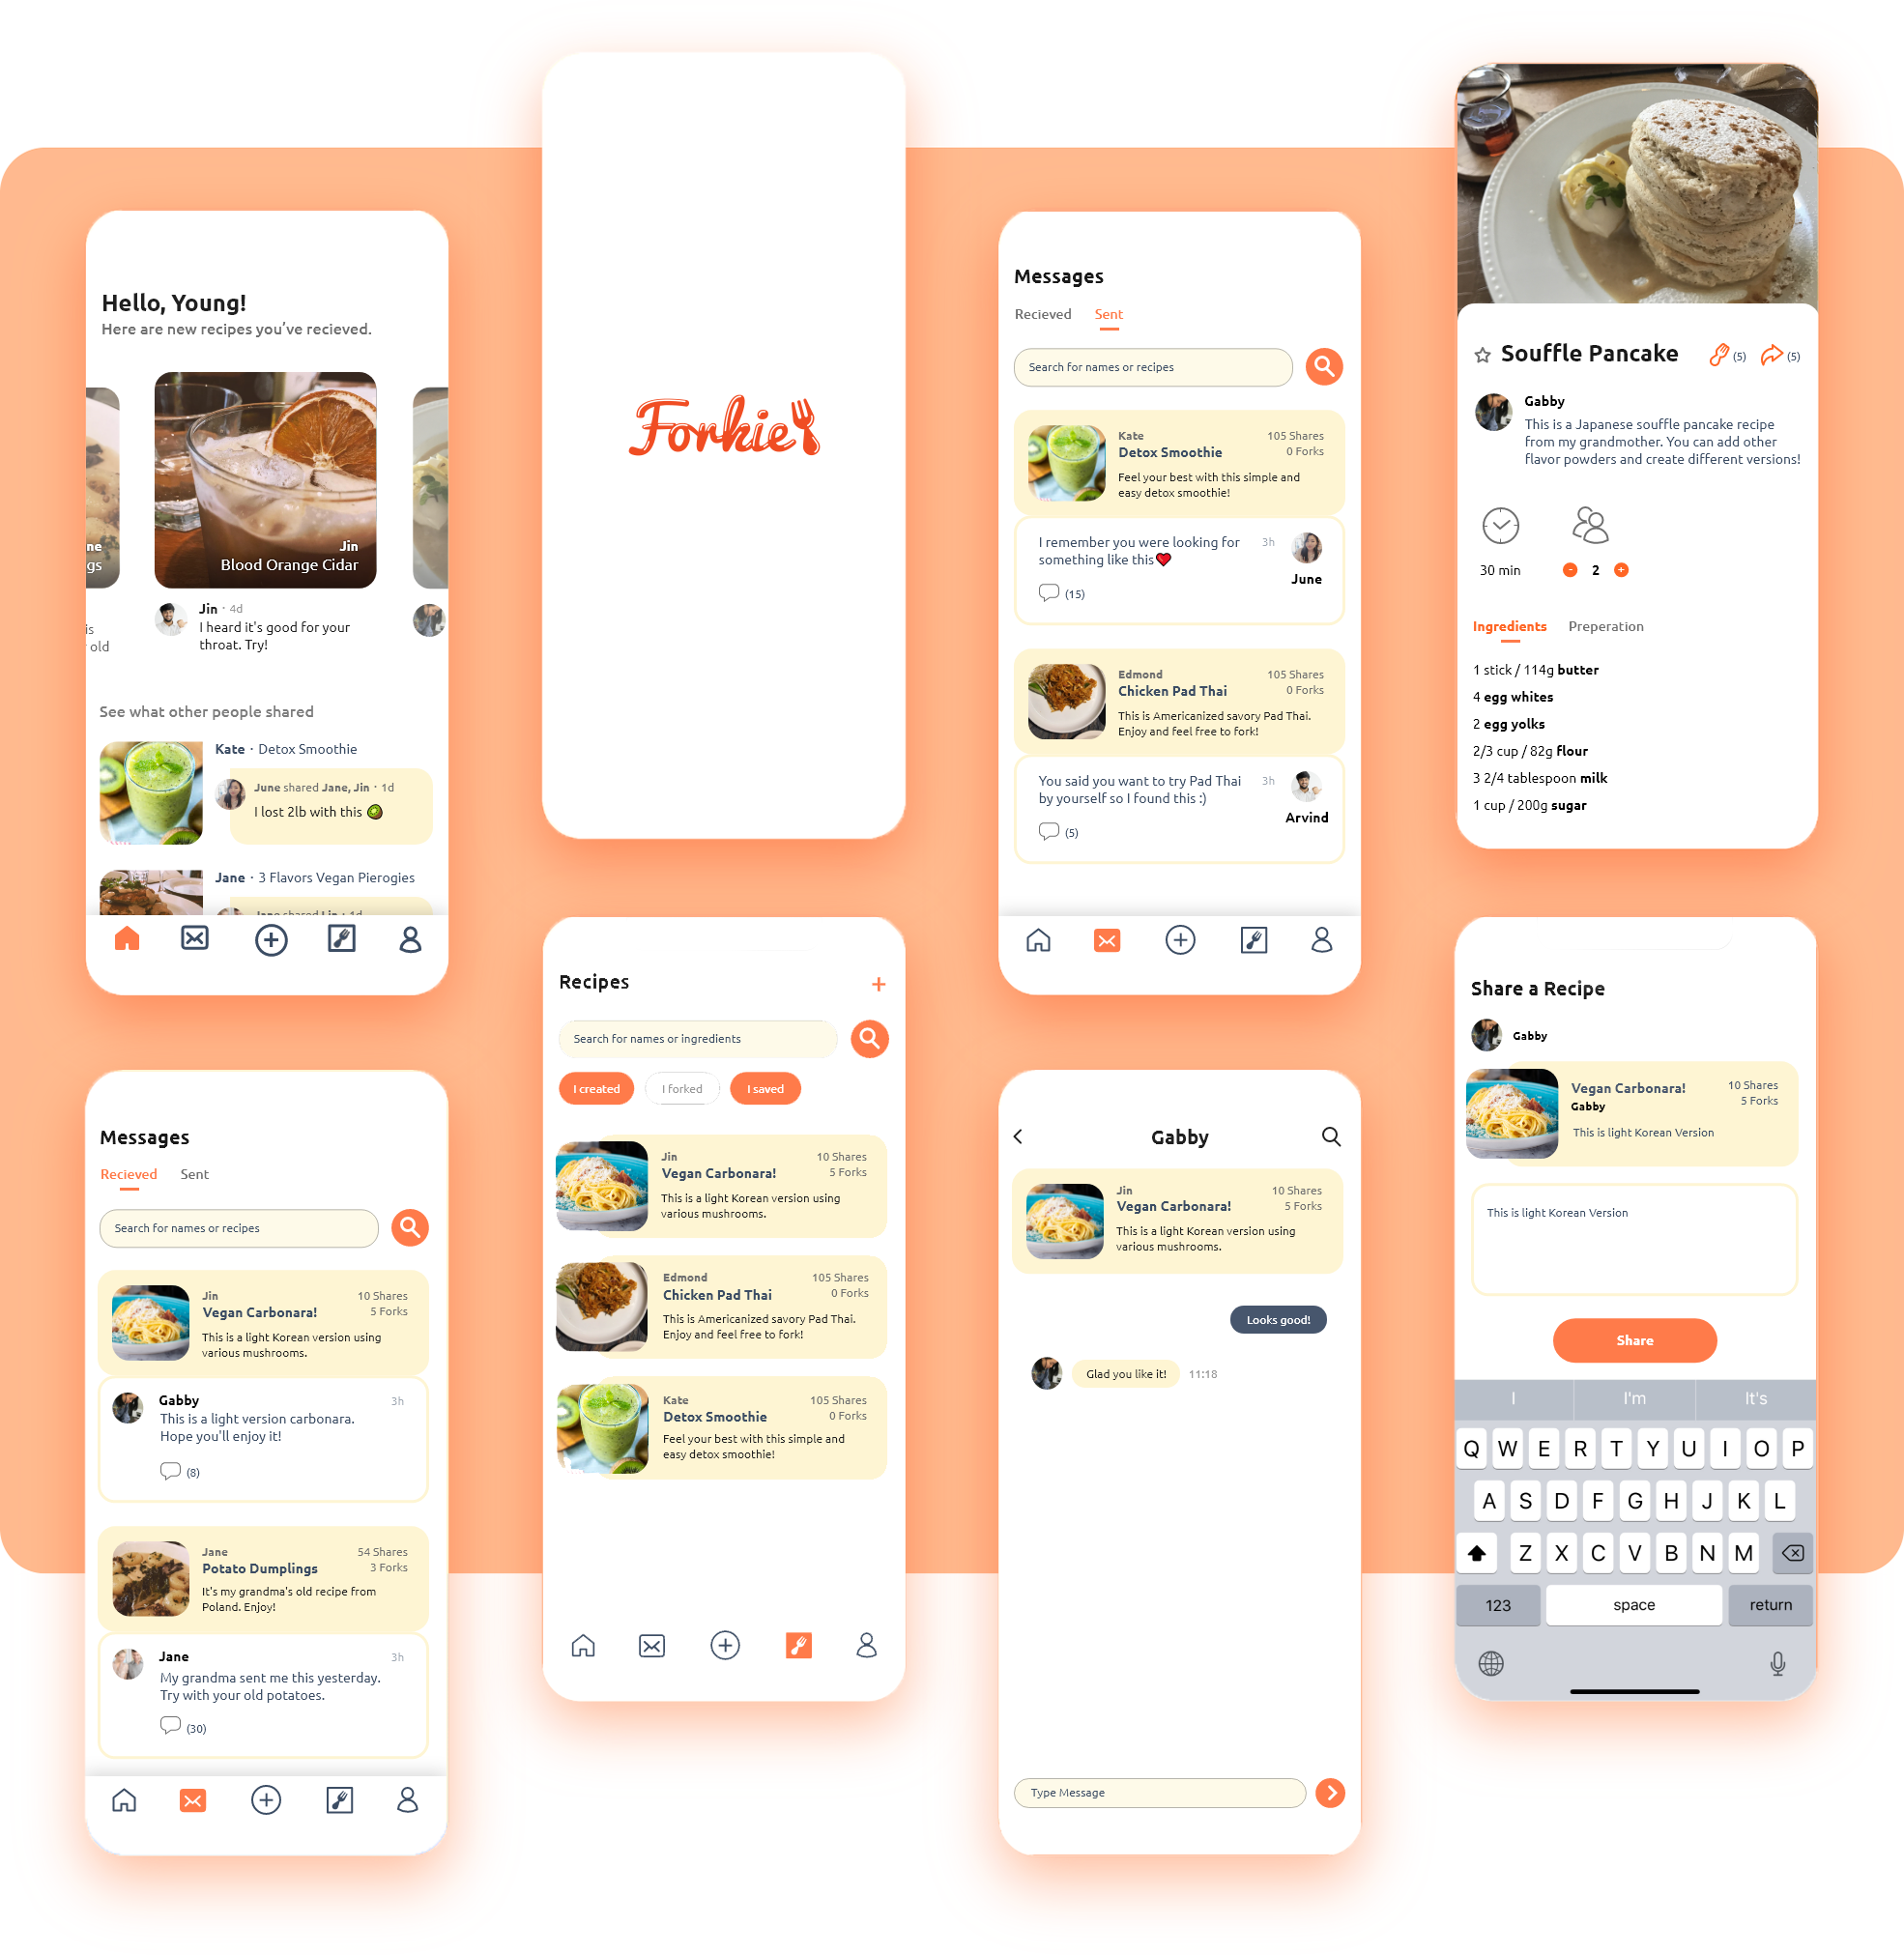 Hello, Young!
Here are new recipes you've recieved.
ne
gs
Jin
Blood Orange Cidar
is
old
Jin · 4d
I heard it's good for your
throat. Try!
See what other people shared
Kate · Detox Smoothie
June shared Jane, Jin · 1d
I lost 2lb with this
Jane · 3 Flavors Vegan Pierogies
Forkie
Messages
Recieved Sent
Search for names or recipes
Kate 105 Shares
Detox Smoothie 0 Forks
Feel your best with this simple and
easy detox smoothie!
I remember you were looking for 3h
something like this
June
(15)
Edmond 105 Shares
Chicken Pad Thai 0 Forks
This is Americanized savory Pad Thai.
Enjoy and feel free to fork!
You said you want to try Pad Thai 3h
by yourself so I found this :)
Arvind
(5)
Souffle Pancake (5) (5)
Gabby
This is a Japanese souffle pancake recipe
from my grandmother. You can add other
flavor powders and create different versions!
30 min - 2 +
Ingredients Preperation
1 stick / 114g butter
4 egg whites
2 egg yolks
2/3 cup / 82g flour
3 2/4 tablespoon milk
1 cup / 200g sugar
Messages
Recieved Sent
Search for names or recipes
Jin 10 Shares
Vegan Carbonara! 5 Forks
This is a light Korean version using
various mushrooms.
Gabby 3h
This is a light version carbonara.
Hope you'll enjoy it!
(8)
Jane 54 Shares
Potato Dumplings 3 Forks
It's my grandma's old recipe from
Poland. Enjoy!
Jane 3h
My grandma sent me this yesterday.
Try with your old potatoes.
(30)
Recipes +
Search for names or ingredients
I created I forked I saved
Jin 10 Shares
Vegan Carbonara! 5 Forks
This is a light Korean version using
various mushrooms.
Edmond 105 Shares
Chicken Pad Thai 0 Forks
This is Americanized savory Pad Thai.
Enjoy and feel free to fork!
Kate 105 Shares
Detox Smoothie 0 Forks
Feel your best with this simple and
easy detox smoothie!
Gabby
Jin 10 Shares
Vegan Carbonara! 5 Forks
This is a light Korean version using
various mushrooms.
Looks good!
Glad you like it! 11:18
Type Message
Share a Recipe
Gabby
Vegan Carbonara! 10 Shares
Gabby 5 Forks
This is light Korean Version
This is light Korean Version
Share
I I'm It's
Q W E R T Y U I O P
A S D F G H J K L
Z X C V B N M
123 space return